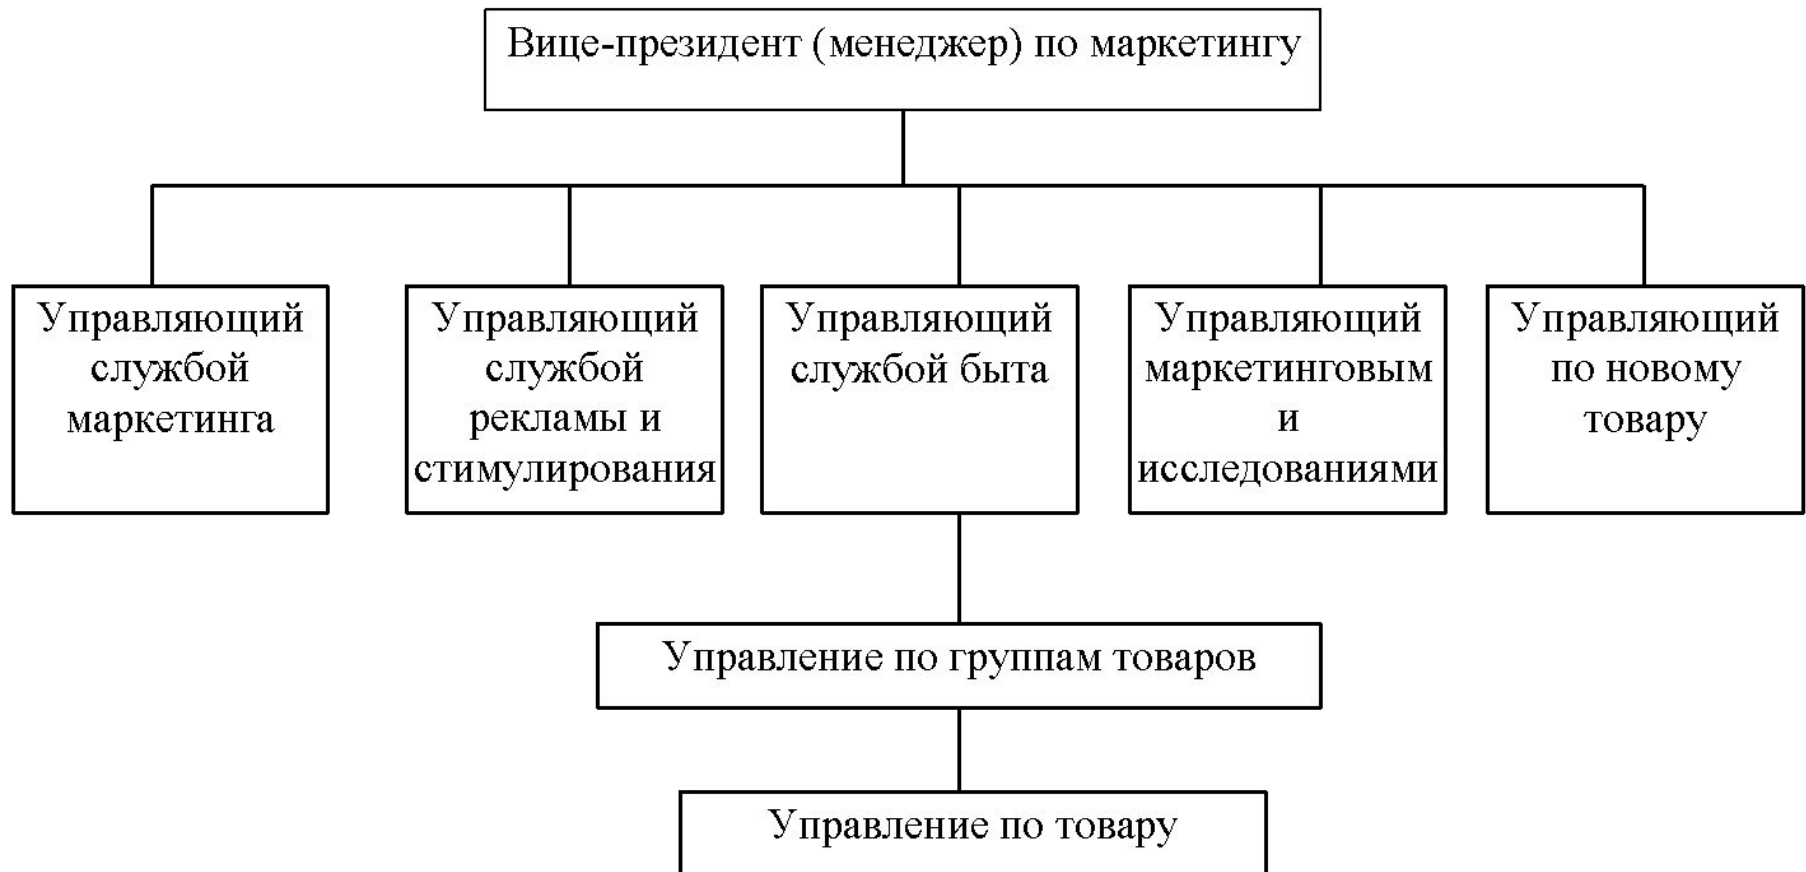 Вице-президент (менеджер) по маркетингу
Управляющий
службой
маркетинга
Управляющий
службой
рекламы и
стимулирования
Управляющий
службой быта
Управляющий
маркетинговым
и
исследованиями
Управляющий
по новому
товару
Управление по группам товаров
Управление по товару